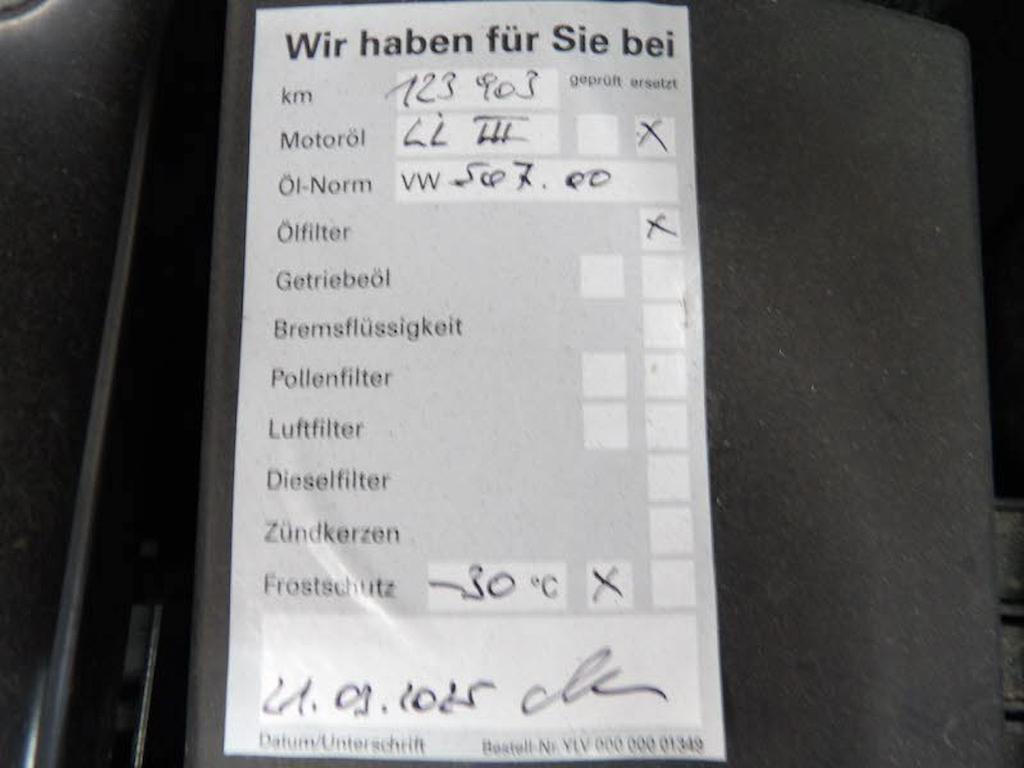 Wir haben für Sie bei
km 123 903 geprüft ersetzt
Motoröl LL III X
Öl-Norm VW 507.00
Ölfilter X
Getriebeöl
Bremsflüssigkeit
Pollenfilter
Luftfilter
Dieselfilter
Zündkerzen
Frostschutz -30 °C X
Datum/Unterschrift Bestell-Nr. YLV 000 000 01349